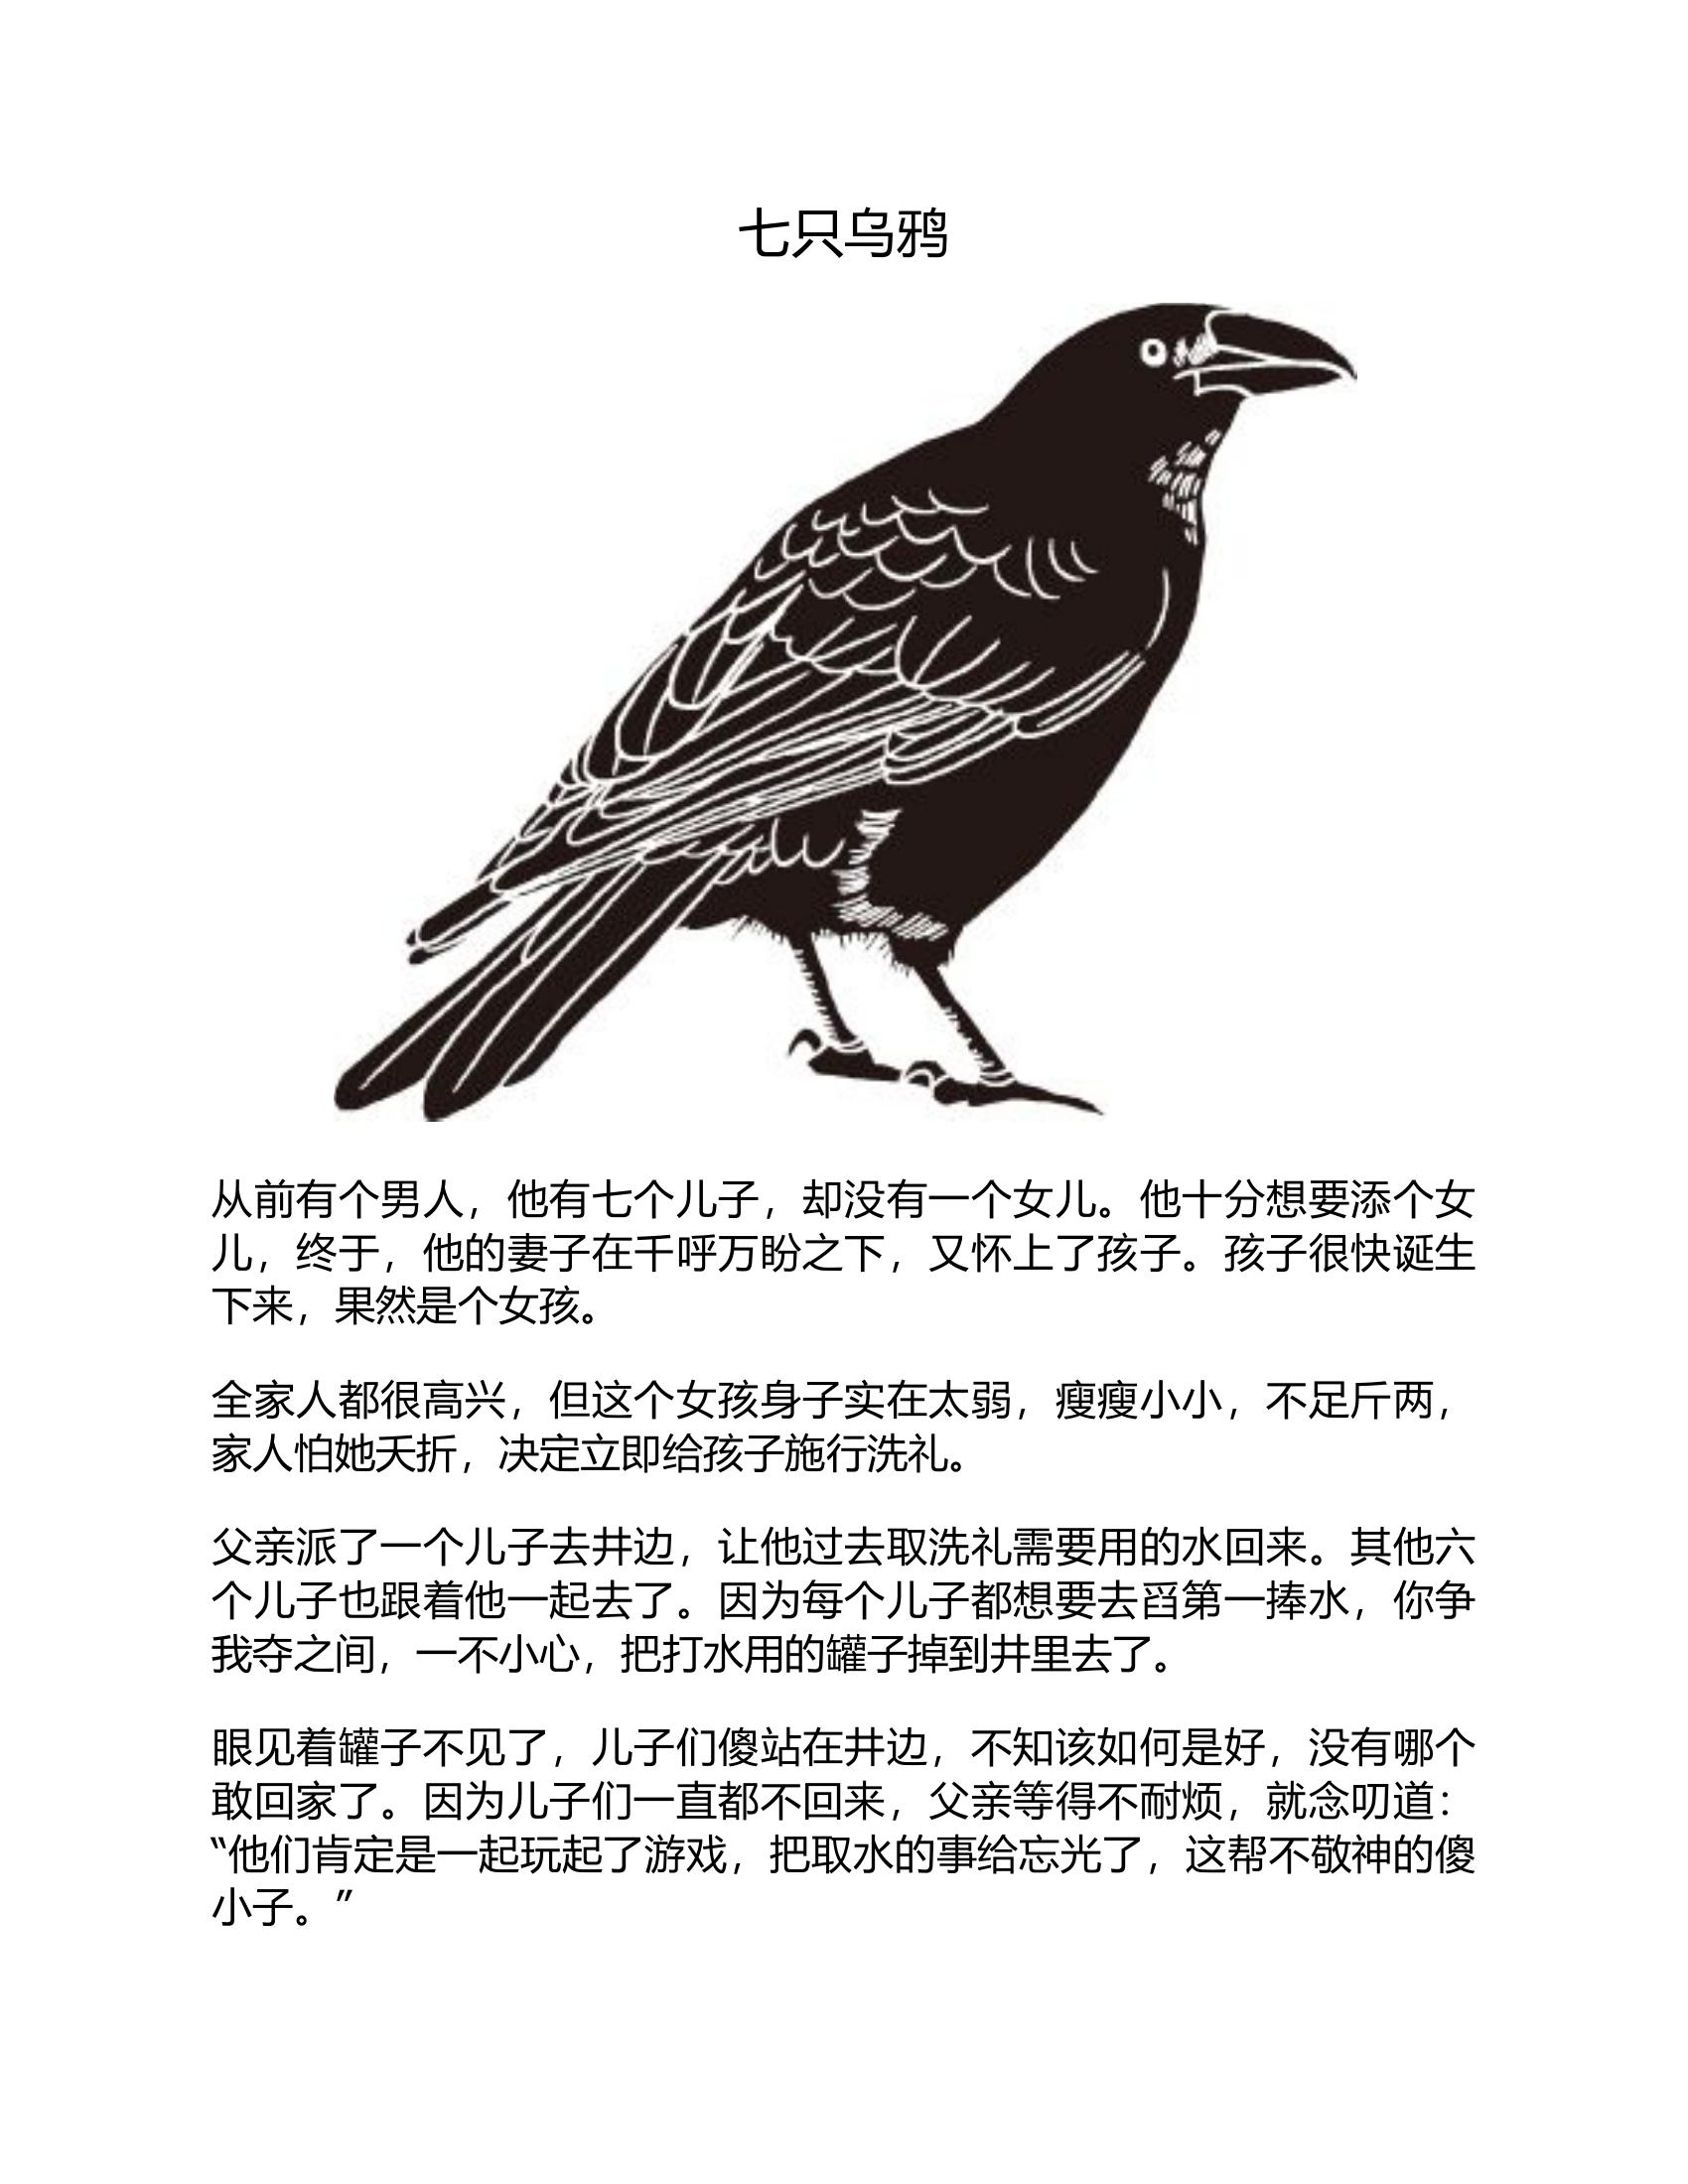 七只乌鸦
从前有个男人，他有七个儿子，却没有一个女儿。他十分想要添个女
儿，终于，他的妻子在千呼万盼之下，又怀上了孩子。孩子很快诞生
下来，果然是个女孩。
全家人都很高兴，但这个女孩身子实在太弱，瘦瘦小小，不足斤两，
家人怕她夭折，决定立即给孩子施行洗礼。
父亲派了一个儿子去井边，让他过去取洗礼需要用的水回来。其他六
个儿子也跟着他一起去了。因为每个儿子都想要去舀第一捧水，你争
我夺之间，一不小心，把打水用的罐子掉到井里去了。
眼见着罐子不见了，儿子们傻站在井边，不知该如何是好，没有哪个
敢回家了。因为儿子们一直都不回来，父亲等得不耐烦，就念叨道：
“他们肯定是一起玩起了游戏，把取水的事给忘光了，这帮不敬神的傻
小子。”